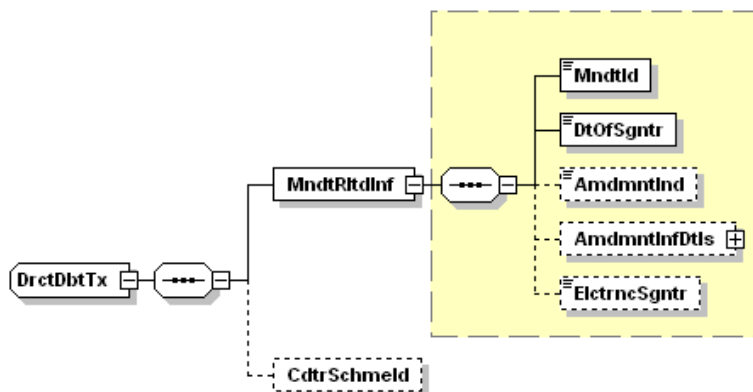 MndtId
DtOfSgntr
MndtRltdInf
AmdmntInd
AmdmntInfDtls
DrctDbtTx
ElctrncSgntr
CdtrSchmeId